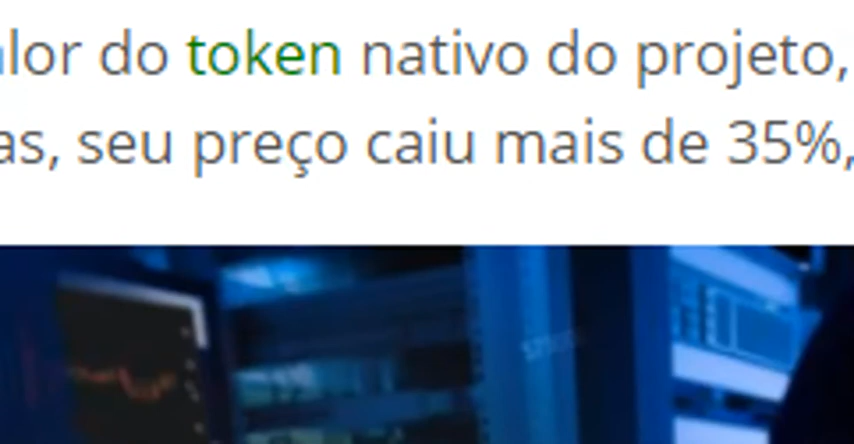 alor do token nativo do projeto,
as, seu preço caiu mais de 35%,